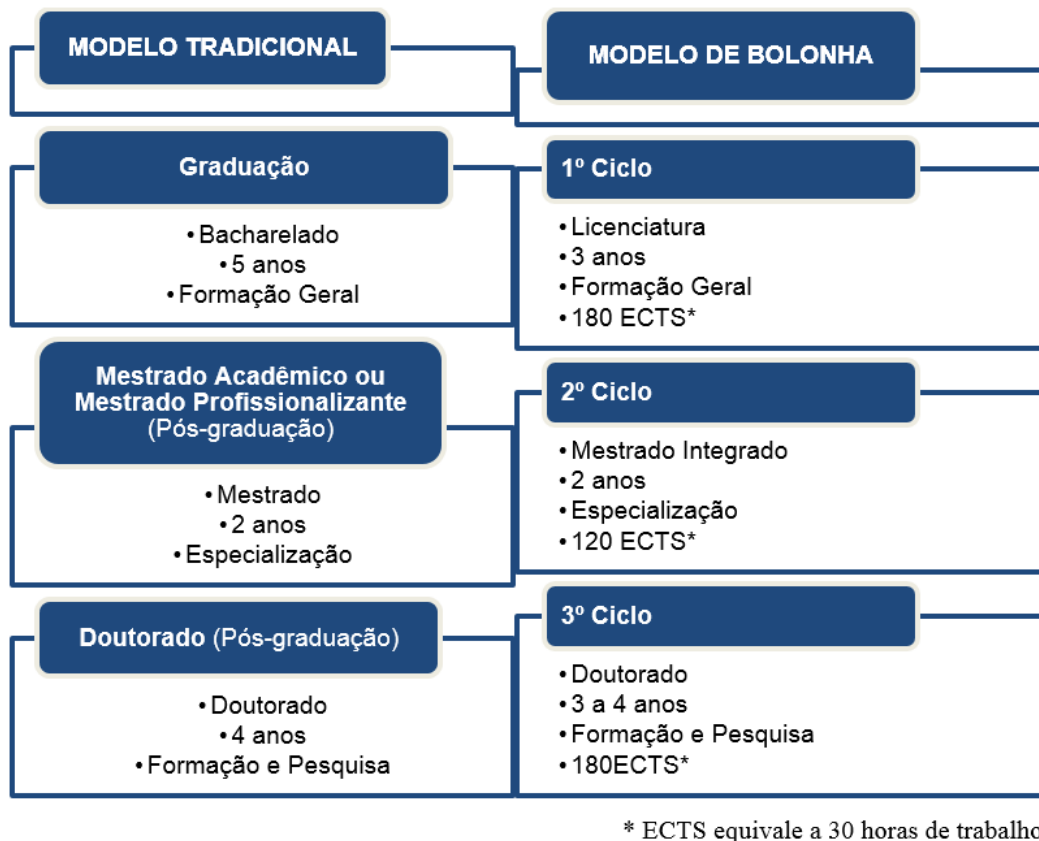 MODELO TRADICIONAL
MODELO DE BOLONHA
Graduação
• Bacharelado
• 5 anos
• Formação Geral
1º Ciclo
• Licenciatura
• 3 anos
• Formação Geral
• 180 ECTS*
Mestrado Acadêmico ou
Mestrado Profissionalizante
(Pós-graduação)
• Mestrado
• 2 anos
• Especialização
2º Ciclo
• Mestrado Integrado
• 2 anos
• Especialização
• 120 ECTS*
Doutorado (Pós-graduação)
• Doutorado
• 4 anos
• Formação e Pesquisa
3º Ciclo
• Doutorado
• 3 a 4 anos
• Formação e Pesquisa
• 180ECTS*
* ECTS equivale a 30 horas de trabalho